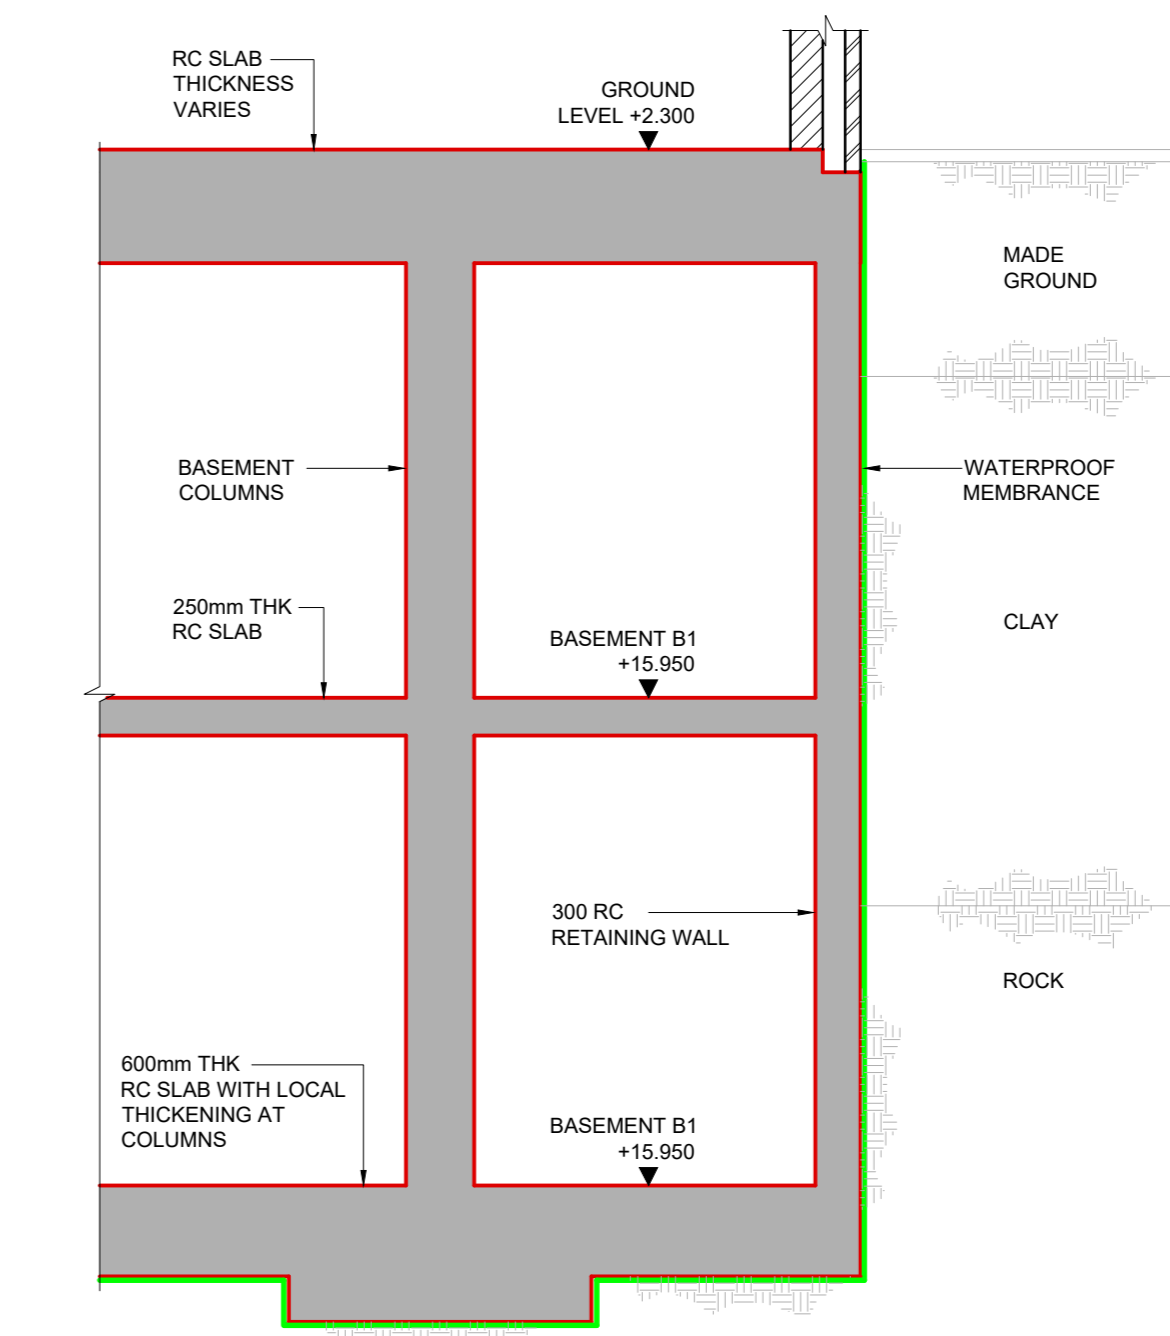 RC SLAB
THICKNESS
VARIES
GROUND
LEVEL +2.300
MADE
GROUND
BASEMENT
COLUMNS
WATERPROOF
MEMBRANCE
250mm THK
RC SLAB
CLAY
BASEMENT B1
+15.950
300 RC
RETAINING WALL
ROCK
600mm THK
RC SLAB WITH LOCAL
THICKENING AT
COLUMNS
BASEMENT B1
+15.950